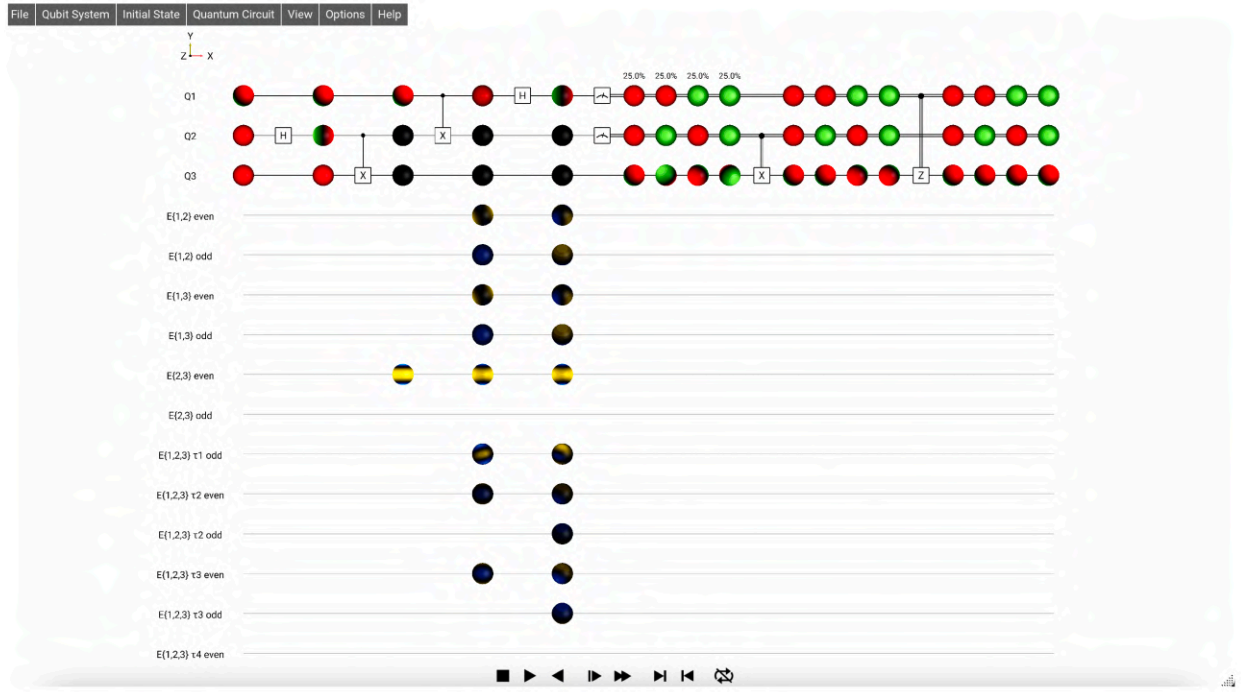 File Qubit System Initial State Quantum Circuit View Options Help
Y
Z X
25.0% 25.0% 25.0% 25.0%
Q1 H
Q2 H X
Q3 X X Z
E{1,2} even
E{1,2} odd
E{1,3} even
E{1,3} odd
E{2,3} even
E{2,3} odd
E{1,2,3} τ1 odd
E{1,2,3} τ2 even
E{1,2,3} τ2 odd
E{1,2,3} τ3 even
E{1,2,3} τ3 odd
E{1,2,3} τ4 even